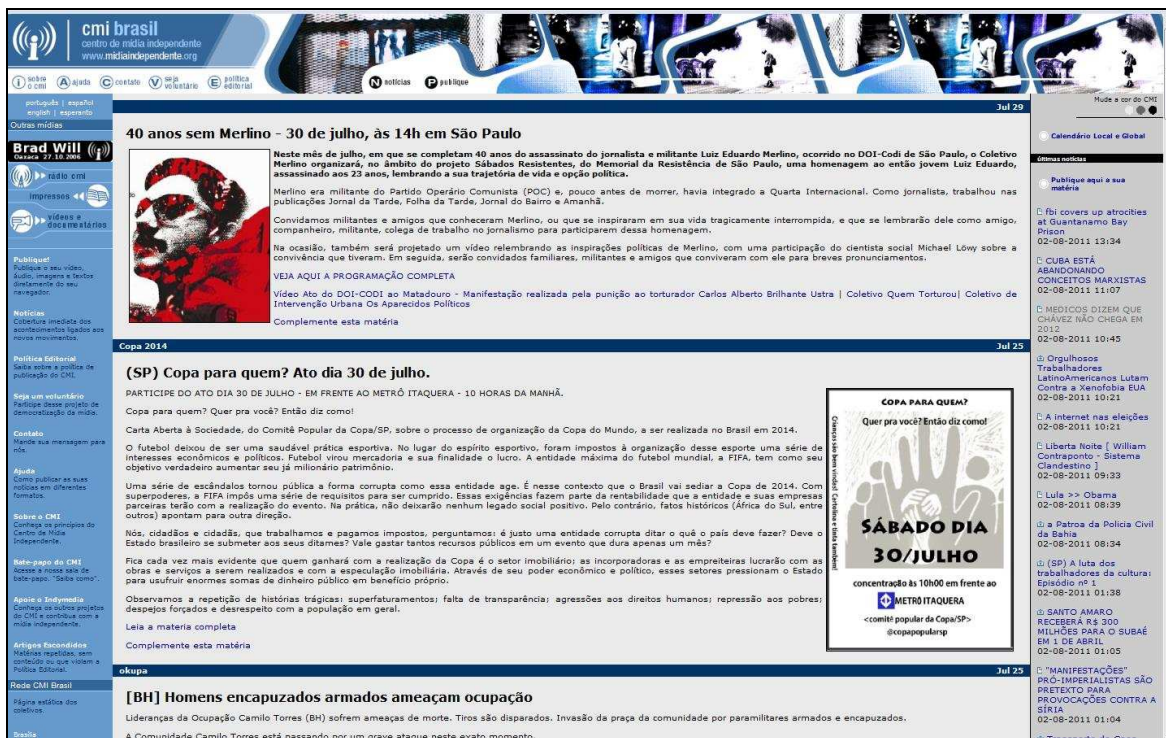 cmi brasil
centro de mídia independente
www.midiaindependente.org
sobre o cmi
ajuda
contato
seja voluntário
política editorial
notícias
publique
português | español
english | esperanto
Outras mídias
Brad Will
Oaxaca 27.10.2006
rádio cmi
impressos
vídeos e
documentários
Publique!
Publique o seu vídeo,
áudio, imagens e textos
diretamente do seu
navegador.
Notícias
Cobertura imediata dos
acontecimentos ligados aos
novos movimentos.
Política Editorial
Saiba sobre a política de
publicação do CMI.
Seja um voluntário
Participe desse projeto de
democratização da mídia.
Contato
Mande sua mensagem para
nós.
Ajuda
Como publicar as suas
notícias em diferentes
formatos.
Sobre o CMI
Conheça os princípios do
Centro de Mídia
Independente.
Bate-papo do CMI
Acesse a nossa sala de
bate-papo. "Saiba como".
Apoie o Indymedia
Conheça os outros projetos
do CMI e contribua com a
mídia independente.
Artigos Escondidos
Matérias repetidas, sem
conteúdo ou que violam a
Política Editorial.
Rede CMI Brasil
Página estática dos
coletivos.
Brasília
Jul 29
40 anos sem Merlino - 30 de julho, às 14h em São Paulo
Neste mês de julho, em que se completam 40 anos do assassinato do jornalista e militante Luiz Eduardo Merlino, ocorrido no DOI-Codi de São Paulo, o Coletivo
Merlino organizará, no âmbito do projeto Sábados Resistentes, do Memorial da Resistência de São Paulo, uma homenagem ao então jovem Luiz Eduardo,
assassinado aos 23 anos, lembrando a sua trajetória de vida e opção política.
Merlino era militante do Partido Operário Comunista (POC) e, pouco antes de morrer, havia integrado a Quarta Internacional. Como jornalista, trabalhou nas
publicações Jornal da Tarde, Folha da Tarde, Jornal do Bairro e Amanhã.
Convidamos militantes e amigos que conheceram Merlino, ou que se inspiraram em sua vida tragicamente interrompida, e que se lembrarão dele como amigo,
companheiro, militante, colega de trabalho no jornalismo para participarem dessa homenagem.
Na ocasião, também será projetado um vídeo relembrando as inspirações políticas de Merlino, com uma participação do cientista social Michael Löwy sobre a
convivência que tiveram. Em seguida, serão convidados familiares, militantes e amigos que conviveram com ele para breves pronunciamentos.
VEJA AQUI A PROGRAMAÇÃO COMPLETA
Vídeo Ato do DOI-CODI ao Matadouro - Manifestação realizada pela punição ao torturador Carlos Alberto Brilhante Ustra | Coletivo Quem Torturou| Coletivo de
Intervenção Urbana Os Aparecidos Políticos
Complemente esta matéria
Copa 2014 Jul 25
(SP) Copa para quem? Ato dia 30 de julho.
PARTICIPE DO ATO DIA 30 DE JULHO - EM FRENTE AO METRÔ ITAQUERA - 10 HORAS DA MANHÃ.
Copa para quem? Quer pra você? Então diz como!
Carta Aberta à Sociedade, do Comitê Popular da Copa/SP, sobre o processo de organização da Copa do Mundo, a ser realizada no Brasil em 2014.
O futebol deixou de ser uma saudável prática esportiva. No lugar do espírito esportivo, foram impostos à organização desse esporte uma série de
interesses econômicos e políticos. Futebol virou mercadoria e sua finalidade o lucro. A entidade máxima do futebol mundial, a FIFA, tem como seu
objetivo verdadeiro aumentar seu já milionário patrimônio.
Uma série de escândalos tornou pública a forma corrupta como essa entidade age. É nesse contexto que o Brasil vai sediar a Copa de 2014. Com
superpoderes, a FIFA impôs uma série de requisitos para ser cumprido. Essas exigências fazem parte da rentabilidade que a entidade e suas empresas
parceiras terão com a realização do evento. Na prática, não deixarão nenhum legado social positivo. Pelo contrário, fatos históricos (África do Sul, entre
outros) apontam para outra direção.
Nós, cidadãos e cidadãs, que trabalhamos e pagamos impostos, perguntamos: é justo uma entidade corrupta ditar o quê o país deve fazer? Deve o
Estado brasileiro se submeter aos seus ditames? Vale gastar tantos recursos públicos em um evento que dura apenas um mês?
Fica cada vez mais evidente que quem ganhará com a realização da Copa é o setor imobiliário; as incorporadoras e as empreiteiras lucrarão com as
obras e serviços a serem realizados e com a especulação imobiliária. Através de seu poder econômico e político, esses setores pressionam o Estado
para usufruir enormes somas de dinheiro público em benefício próprio.
Observamos a repetição de histórias trágicas: superfaturamentos; falta de transparência; agressões aos direitos humanos; repressão aos pobres;
despejos forçados e desrespeito com a população em geral.
Leia a materia completa
Complemente esta matéria
COPA PARA QUEM?
Quer pra você? Então diz como!
Crianças são bem vindas! Cartolina e tinta também!
SÁBADO DIA
30/JULHO
concentração às 10h00 em frente ao
METRÔ ITAQUERA
<comitê popular da Copa/SP>
@copapopularsp
okupa Jul 25
[BH] Homens encapuzados armados ameaçam ocupação
Lideranças da Ocupação Camilo Torres (BH) sofrem ameaças de morte. Tiros são disparados. Invasão da praça da comunidade por paramilitares armados e encapuzados.
A Comunidade Camilo Torres está passando por um grave ataque neste exato momento.
Mude a cor do CMI
Calendário Local e Global
últimas notícias
Publique aqui a sua
matéria
fbi covers up atrocities
at Guantanamo Bay
Prison
02-08-2011 13:34
CUBA ESTÁ
ABANDONANDO
CONCEITOS MARXISTAS
02-08-2011 11:07
MEDICOS DIZEM QUE
CHÁVEZ NÃO CHEGA EM
2012
02-08-2011 10:45
Orgulhosos
Trabalhadores
LatinoAmericanos Lutam
Contra a Xenofobia EUA
02-08-2011 10:21
A internet nas eleições
02-08-2011 10:21
Liberta Noite [ William
Contraponto - Sistema
Clandestino ]
02-08-2011 09:33
Lula >> Obama
02-08-2011 08:39
a Patroa da Policia Civil
da Bahia
02-08-2011 08:34
(SP) A luta dos
trabalhadores da cultura:
Episódio nº 1
02-08-2011 01:38
SANTO AMARO
RECEBERÁ R$ 300
MILHÕES PARA O SUBAÉ
EM 1 DE ABRIL
02-08-2011 01:05
"MANIFESTAÇÕES"
PRÓ-IMPERIALISTAS SÃO
PRETEXTO PARA
PROVOCAÇÕES CONTRA A
SÍRIA
02-08-2011 01:04